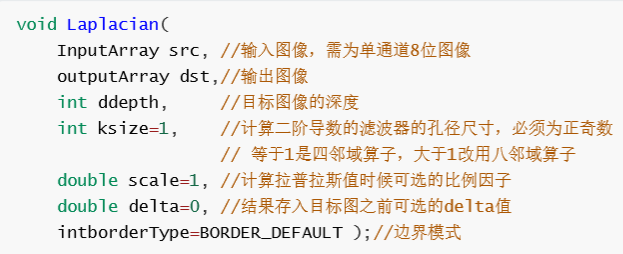 void Laplacian(
InputArray src, //输入图像，需为单通道8位图像
outputArray dst,//输出图像
int ddepth, //目标图像的深度
int ksize=1, //计算二阶导数的滤波器的孔径尺寸，必须为正奇数
// 等于1是四邻域算子，大于1改用八邻域算子
double scale=1, //计算拉普拉斯值时候可选的比例因子
double delta=0, //结果存入目标图之前可选的delta值
intborderType=BORDER_DEFAULT );//边界模式